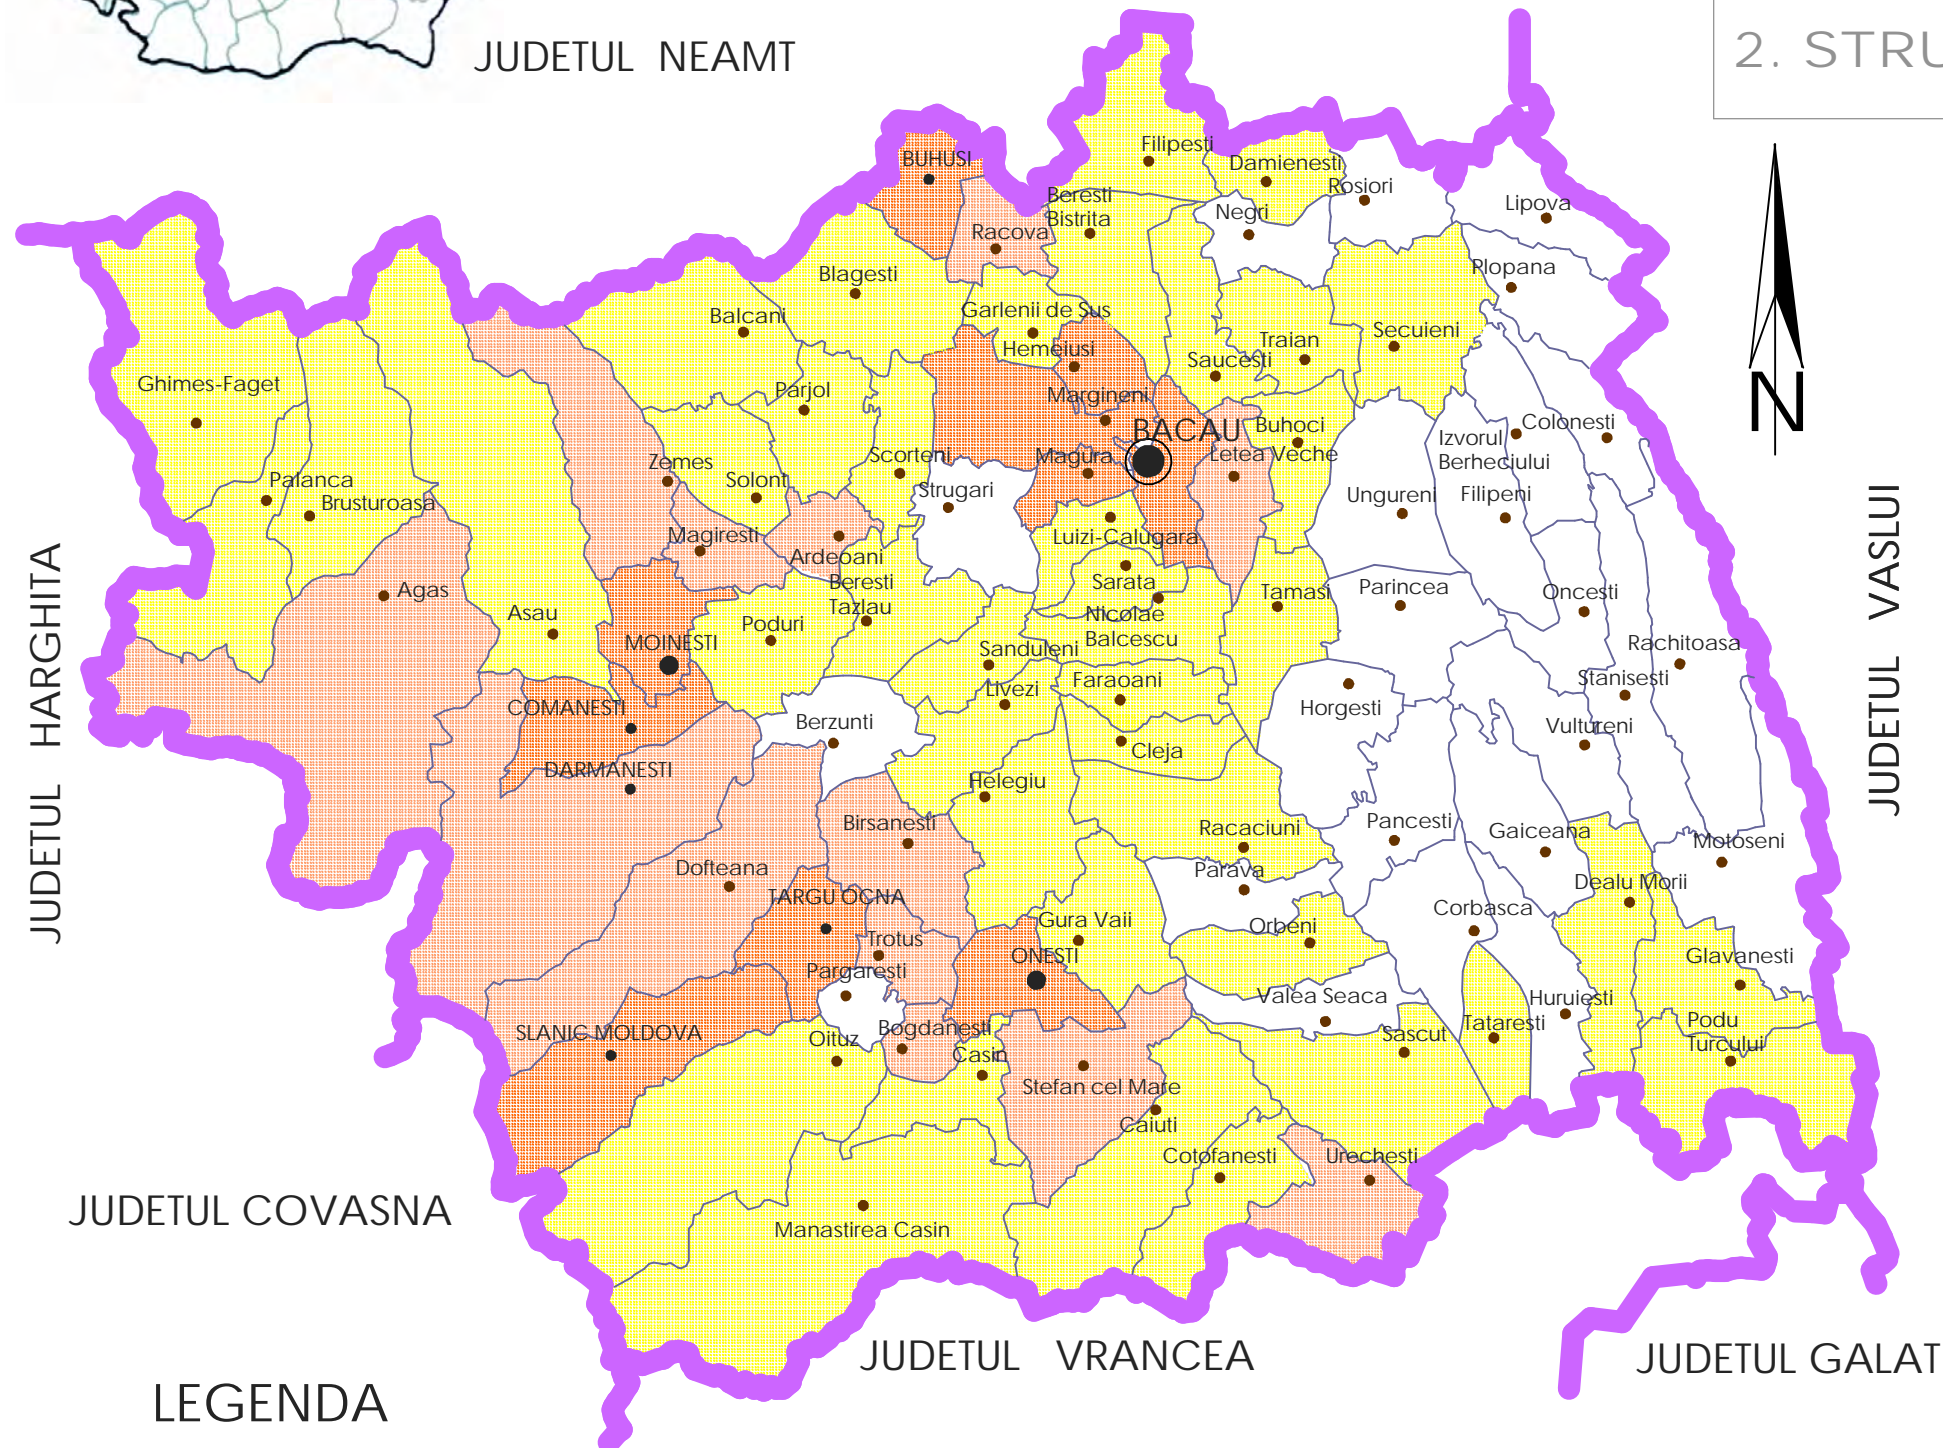 JUDETUL NEAMT
2. STRU
BUHUSI
Filipesti
Damienesti
Rosiori
Lipova
Beresti
Bistrita
Negri
Racova
Blagesti
Plopana
Balcani
Garlenii de Sus
Hemeiusi
Traian
Secuieni
Saucesti
Ghimes-Faget
Parjol
Margineni
N
BACAU
Buhoci
Colonesti
Izvorul
Berheciului
Zemes
Solont
Scorteni
Magura
Letea Veche
Palanca
Brusturoasa
Strugari
Ungureni
Filipeni
Magiresti
Ardeoani
Luizi-Calugara
Agas
Asau
Beresti
Tazlau
Sarata
Tamasi
Parincea
Oncesti
Nicolae
Balcescu
Poduri
MOINESTI
Sanduleni
Rachitoasa
Livezi
Faraoani
Stanisesti
COMANESTI
Berzunti
Horgesti
Vultureni
Cleja
DARMANESTI
Helegiu
Birsanesti
Racaciuni
Pancesti
Gaiceana
Motoseni
Dofteana
Parava
Dealu Morii
TARGU OCNA
Corbasca
Gura Vaii
Orbeni
Trotus
ONESTI
Glavanesti
Pargaresti
Valea Seaca
Huruiesti
SLANIC MOLDOVA
Oituz
Bogdanesti
Casin
Sascut
Tataresti
Podu
Turcului
Stefan cel Mare
Caiuti
Cotofanesti
Urechesti
Manastirea Casin
JUDETUL HARGHITA
JUDETUL VASLUI
JUDETUL COVASNA
JUDETUL VRANCEA
JUDETUL GALAT
LEGENDA